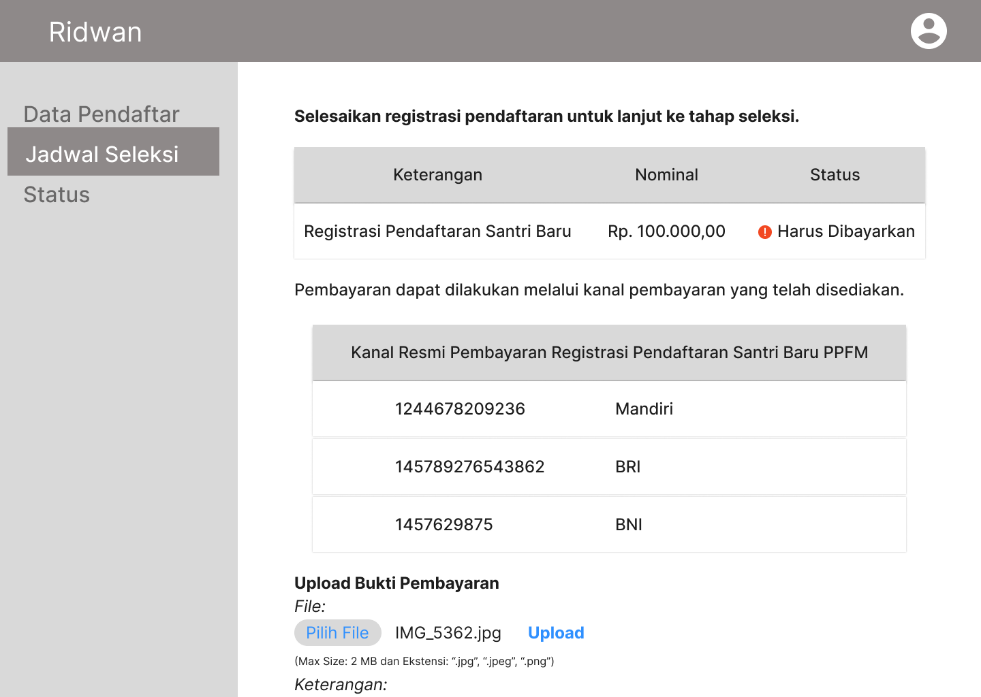 Ridwan
Data Pendaftar
Jadwal Seleksi
Status
Selesaikan registrasi pendaftaran untuk lanjut ke tahap seleksi.
Keterangan Nominal Status
Registrasi Pendaftaran Santri Baru Rp. 100.000,00 Harus Dibayarkan
Pembayaran dapat dilakukan melalui kanal pembayaran yang telah disediakan.
Kanal Resmi Pembayaran Registrasi Pendaftaran Santri Baru PPFM
1244678209236 Mandiri
145789276543862 BRI
1457629875 BNI
Upload Bukti Pembayaran
File:
Pilih File IMG_5362.jpg Upload
(Max Size: 2 MB dan Ekstensi: “.jpg”, “.jpeg”, “.png”)
Keterangan: